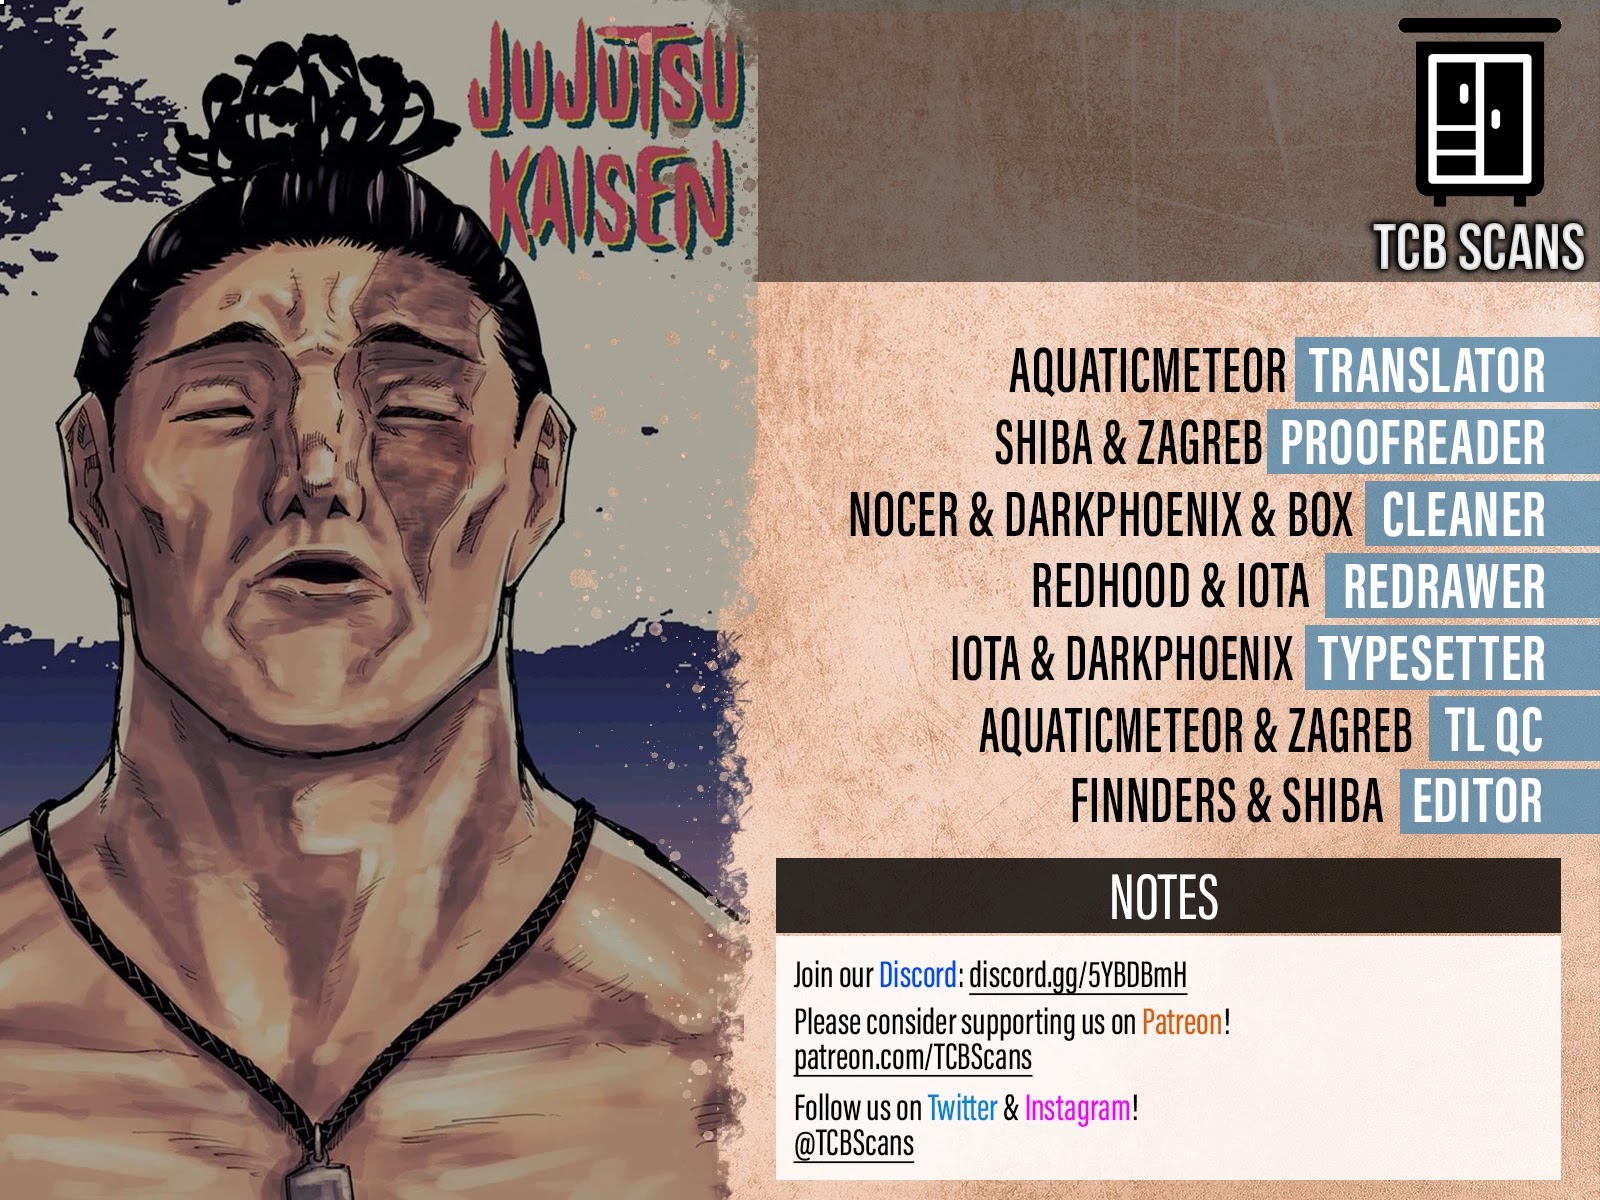 JUJUTSU
KAISEN
TCB SCANS
AQUATICMETEOR TRANSLATOR
SHIBA & ZAGREB PROOFREADER
NOCER & DARKPHOENIX & BOX CLEANER
REDHOOD & IOTA REDRAWER
IOTA & DARKPHOENIX TYPESETTER
AQUATICMETEOR & ZAGREB TL QC
FINNDERS & SHIBA EDITOR
NOTES
Join our Discord: discord.gg/5YBDBmH
Please consider supporting us on Patreon!
patreon.com/TCBScans
Follow us on Twitter & Instagram!
@TCBScans